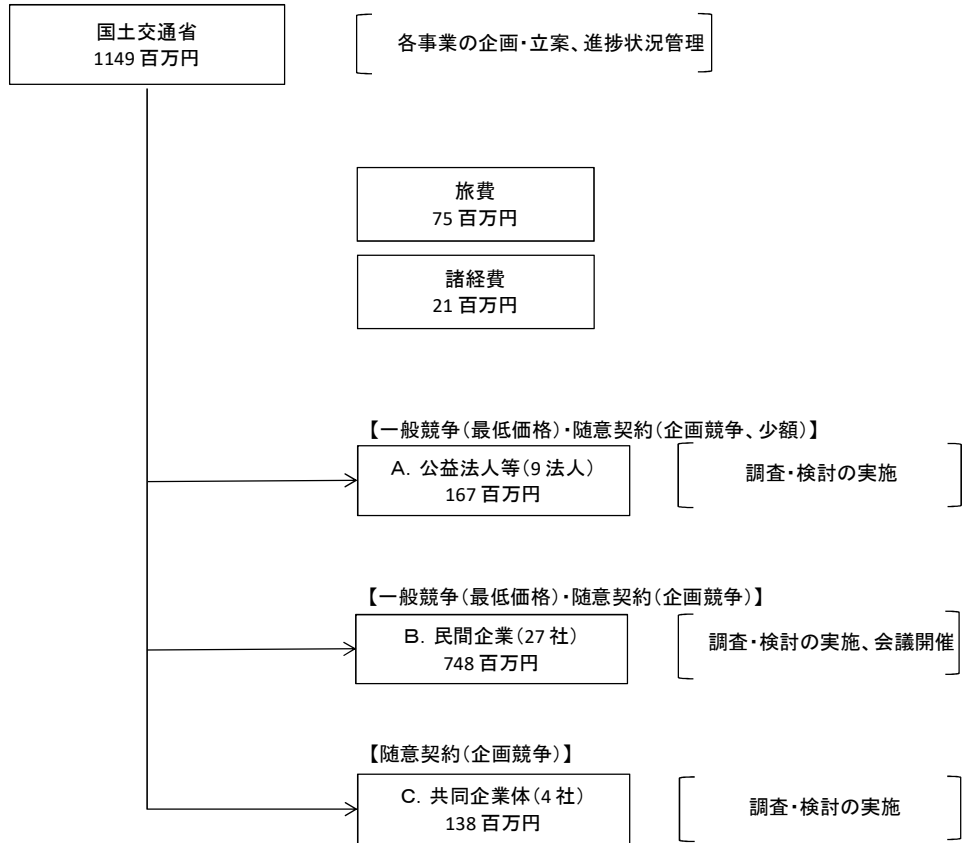 国土交通省
1149 百万円
各事業の企画・立案、進捗状況管理
旅費
75 百万円
諸経費
21 百万円
【一般競争(最低価格)・随意契約(企画競争、少額)】
A. 公益法人等(9 法人)
167 百万円
調査・検討の実施
【一般競争(最低価格)・随意契約(企画競争)】
B. 民間企業(27 社)
748 百万円
調査・検討の実施、会議開催
【随意契約(企画競争)】
C. 共同企業体(4 社)
138 百万円
調査・検討の実施